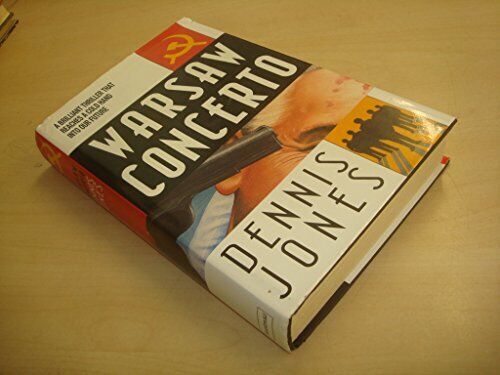 A BRILLIANT THRILLER THAT
REACHES A COLD HAND
INTO OUR FUTURE
WARSAW
CONCERTO
DENNIS
JONES